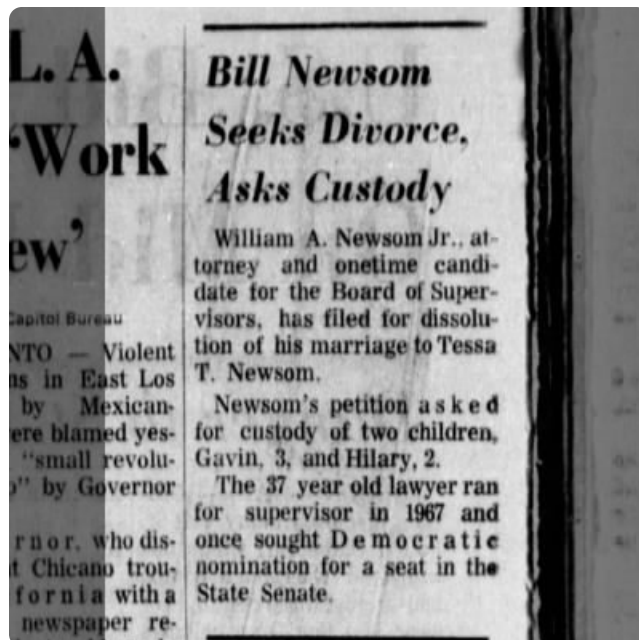 L. A.
'Work
ew'
Capitol Bureau
NTO — Violent
ns in East Los
by Mexican-
ere blamed yes-
"small revolu-
" by Governor
rnor, who dis-
t Chicano trou-
fornia with a
newspaper re-
Bill Newsom
Seeks Divorce,
Asks Custody
William A. Newsom Jr., at-
torney and onetime candi-
date for the Board of Super-
visors, has filed for dissolu-
tion of his marriage to Tessa
T. Newsom.
Newsom's petition asked
for custody of two children,
Gavin, 3, and Hilary, 2.
The 37 year old lawyer ran
for supervisor in 1967 and
once sought Democratic
nomination for a seat in the
State Senate.